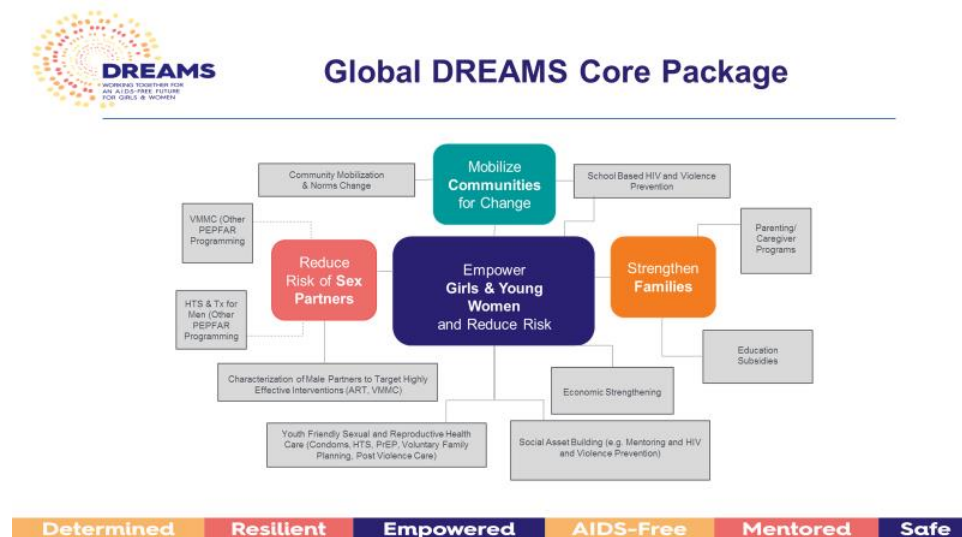 DREAMS
WORKING TOGETHER FOR
AN AIDS-FREE FUTURE
FOR GIRLS & WOMEN
Global DREAMS Core Package
Mobilize
Communities
for Change
Community Mobilization
& Norms Change
School Based HIV and Violence
Prevention
VMMC (Other
PEPFAR
Programming
Parenting/
Caregiver
Programs
Reduce
Risk of Sex
Partners
Empower
Girls & Young
Women
and Reduce Risk
Strengthen
Families
HTS & Tx for
Men (Other
PEPFAR
Programming
Education
Subsidies
Characterization of Male Partners to Target Highly
Effective Interventions (ART, VMMC)
Economic Strengthening
Youth Friendly Sexual and Reproductive Health
Care (Condoms, HTS, PrEP, Voluntary Family
Planning, Post Violence Care)
Social Asset Building (e.g. Mentoring and HIV
and Violence Prevention)
Determined Resilient Empowered AIDS-Free Mentored Safe